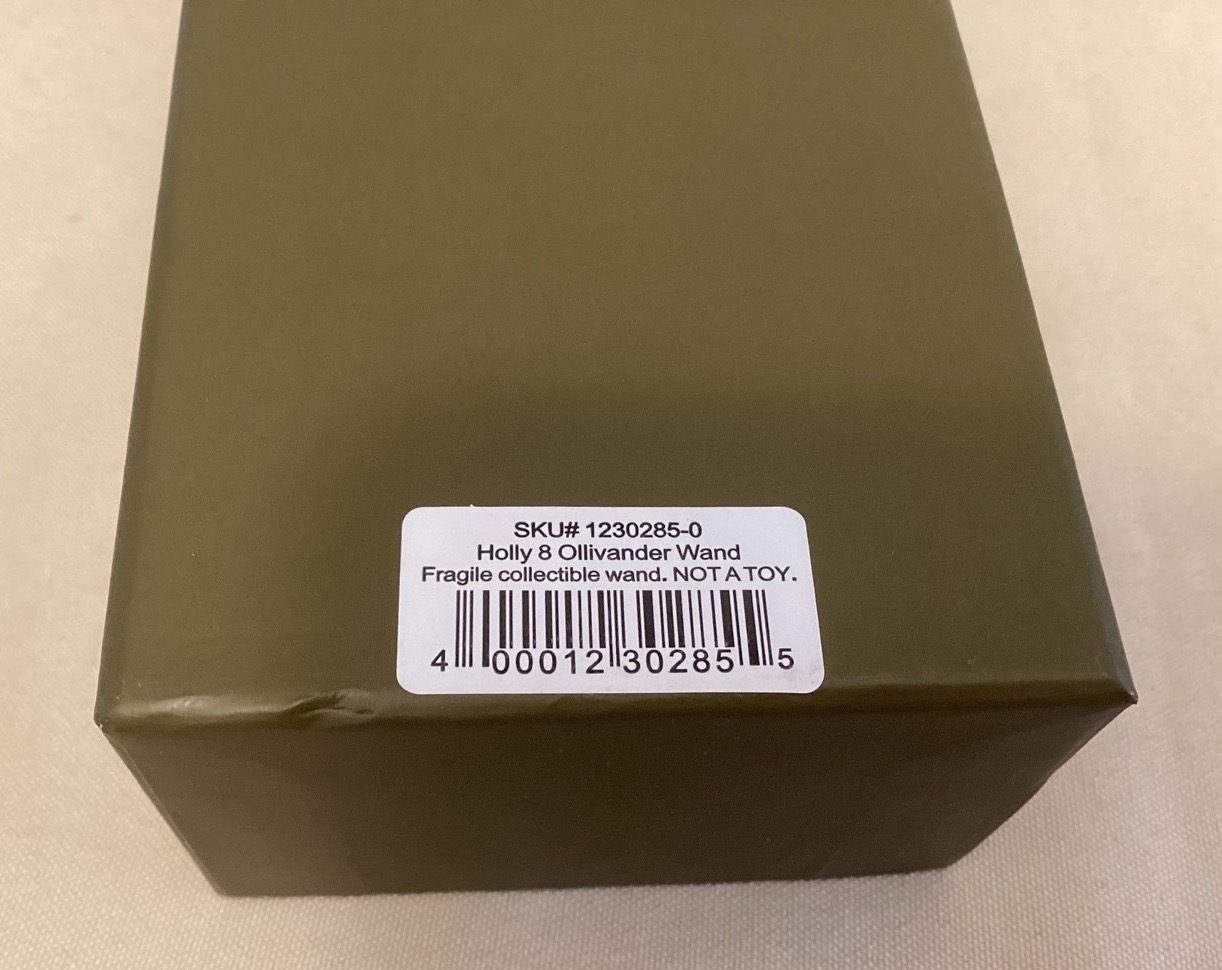 SKU# 1230285-0
Holly 8 Ollivander Wand
Fragile collectible wand. NOT A TOY.
4 00012 30285 5